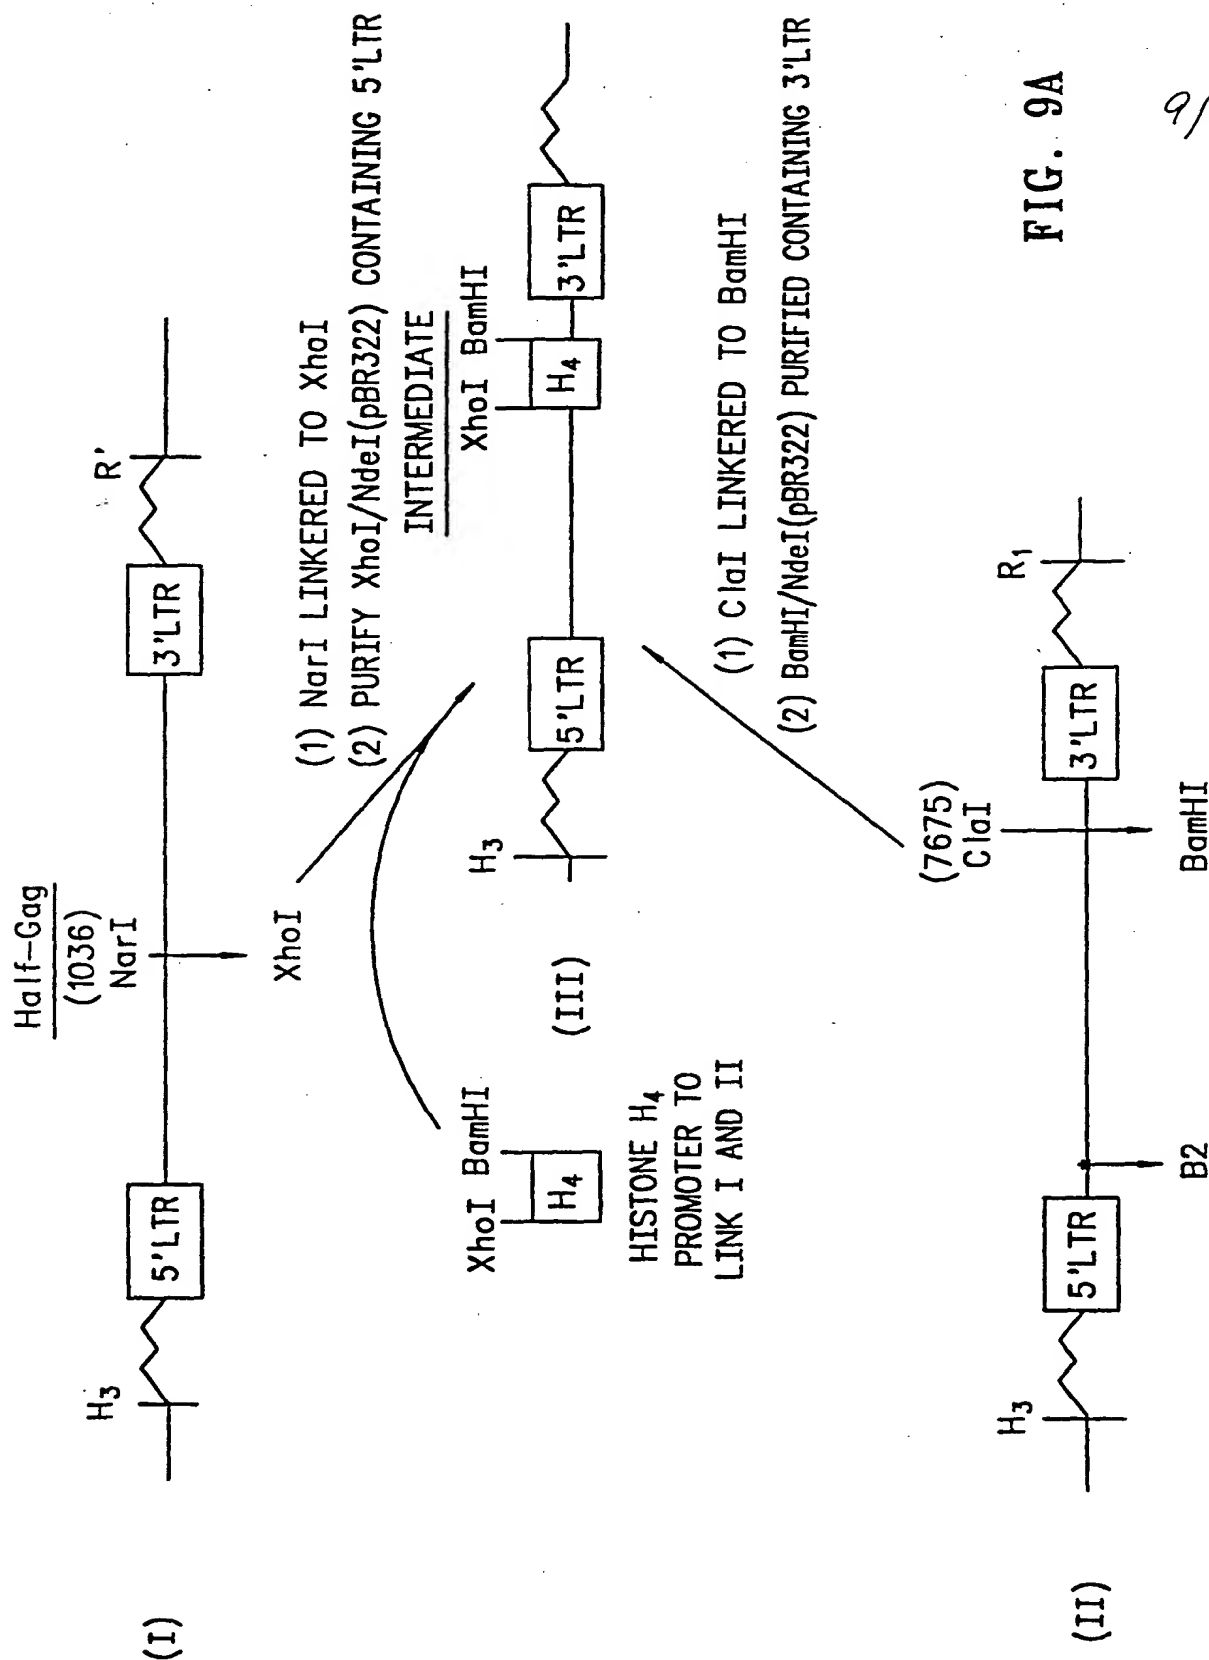 (I)
H3
5'LTR
Half-Gag
(1036)
NarI
XhoI
3'LTR
R'
(1) NarI LINKERED TO XhoI
(2) PURIFY XhoI/NdeI(pBR322) CONTAINING 5'LTR
INTERMEDIATE
XhoI BamHI
H4
HISTONE H4
PROMOTER TO
LINK I AND II
(III)
H3
5'LTR
XhoI BamHI
H4
3'LTR
(1) ClaI LINKERED TO BamHI
(2) BamHI/NdeI(pBR322) PURIFIED CONTAINING 3'LTR
(II)
H3
5'LTR
B2
(7675)
ClaI
BamHI
3'LTR
R1
FIG. 9A
9/